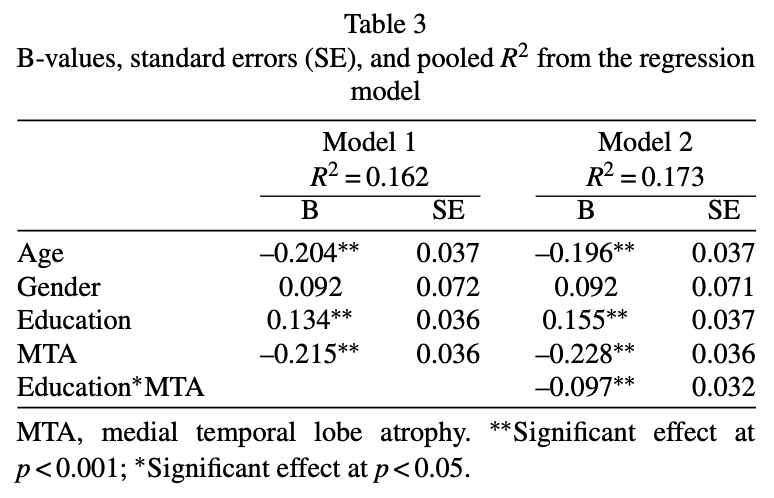 Table 3
B-values, standard errors (SE), and pooled R² from the regression
model
Model 1 Model 2
R² = 0.162 R² = 0.173
B SE B SE
Age –0.204** 0.037 –0.196** 0.037
Gender 0.092 0.072 0.092 0.071
Education 0.134** 0.036 0.155** 0.037
MTA –0.215** 0.036 –0.228** 0.036
Education*MTA –0.097** 0.032
MTA, medial temporal lobe atrophy. **Significant effect at
p < 0.001; *Significant effect at p < 0.05.